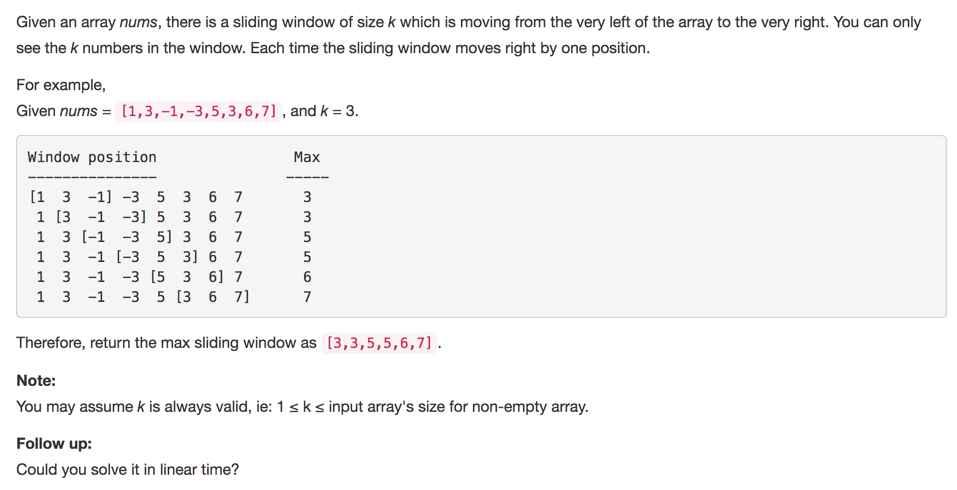 Given an array nums, there is a sliding window of size k which is moving from the very left of the array to the very right. You can only
see the k numbers in the window. Each time the sliding window moves right by one position.
For example,
Given nums = [1,3,-1,-3,5,3,6,7] , and k = 3.
Window position                Max
---------------               -----
[1  3  -1] -3  5  3  6  7       3
 1 [3  -1  -3] 5  3  6  7       3
 1  3 [-1  -3  5] 3  6  7       5
 1  3  -1 [-3  5  3] 6  7       5
 1  3  -1  -3 [5  3  6] 7       6
 1  3  -1  -3  5 [3  6  7]      7
Therefore, return the max sliding window as [3,3,5,5,6,7] .
Note:
You may assume k is always valid, ie: 1 ≤ k ≤ input array's size for non-empty array.
Follow up:
Could you solve it in linear time?